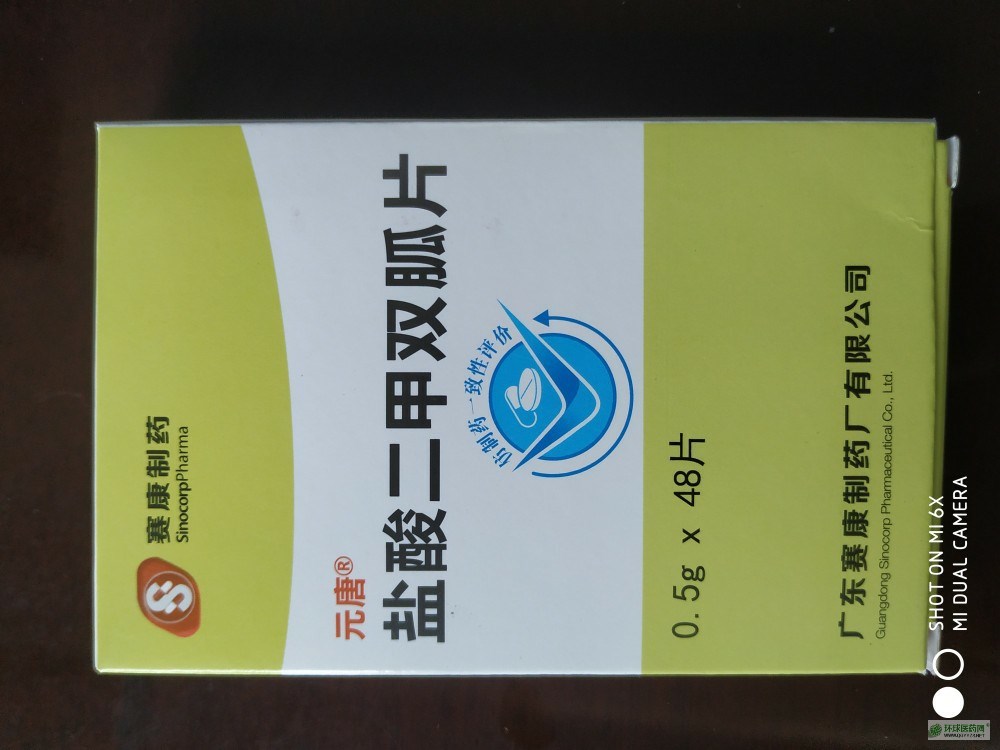 赛康制药
SinocorpPharma
元唐®
盐酸二甲双胍片
仿制药一致性评价
0.5g x 48片
广东赛康制药厂有限公司
Guangdong Sinocorp Pharmaceutical Co., Ltd.
SHOT ON MI 6X
MI DUAL CAMERA
环球医药网